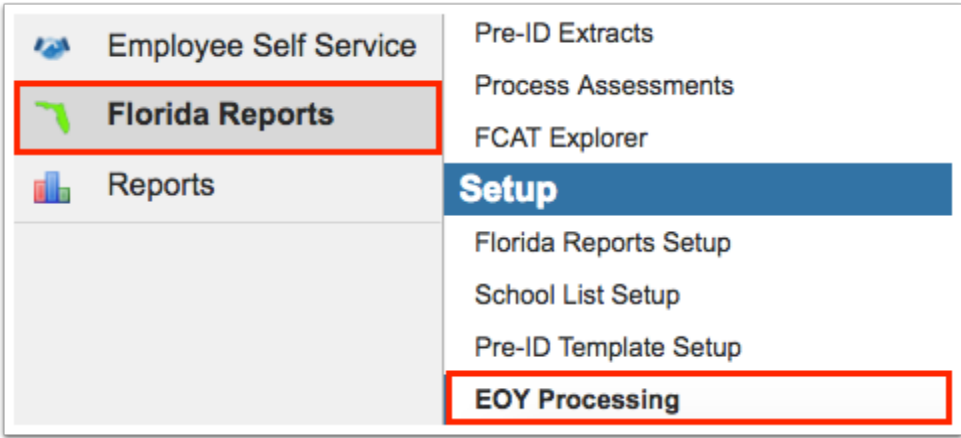 Employee Self Service
Florida Reports
Reports
Pre-ID Extracts
Process Assessments
FCAT Explorer
Setup
Florida Reports Setup
School List Setup
Pre-ID Template Setup
EOY Processing